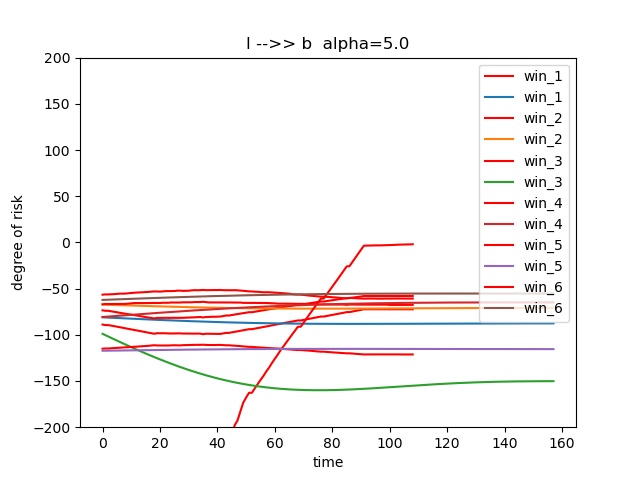 l -->> b  alpha=5.0
200
150
100
50
0
−50
−100
−150
−200
degree of risk
0
20
40
60
80
100
120
140
160
time
win_1
win_1
win_2
win_2
win_3
win_3
win_4
win_4
win_5
win_5
win_6
win_6